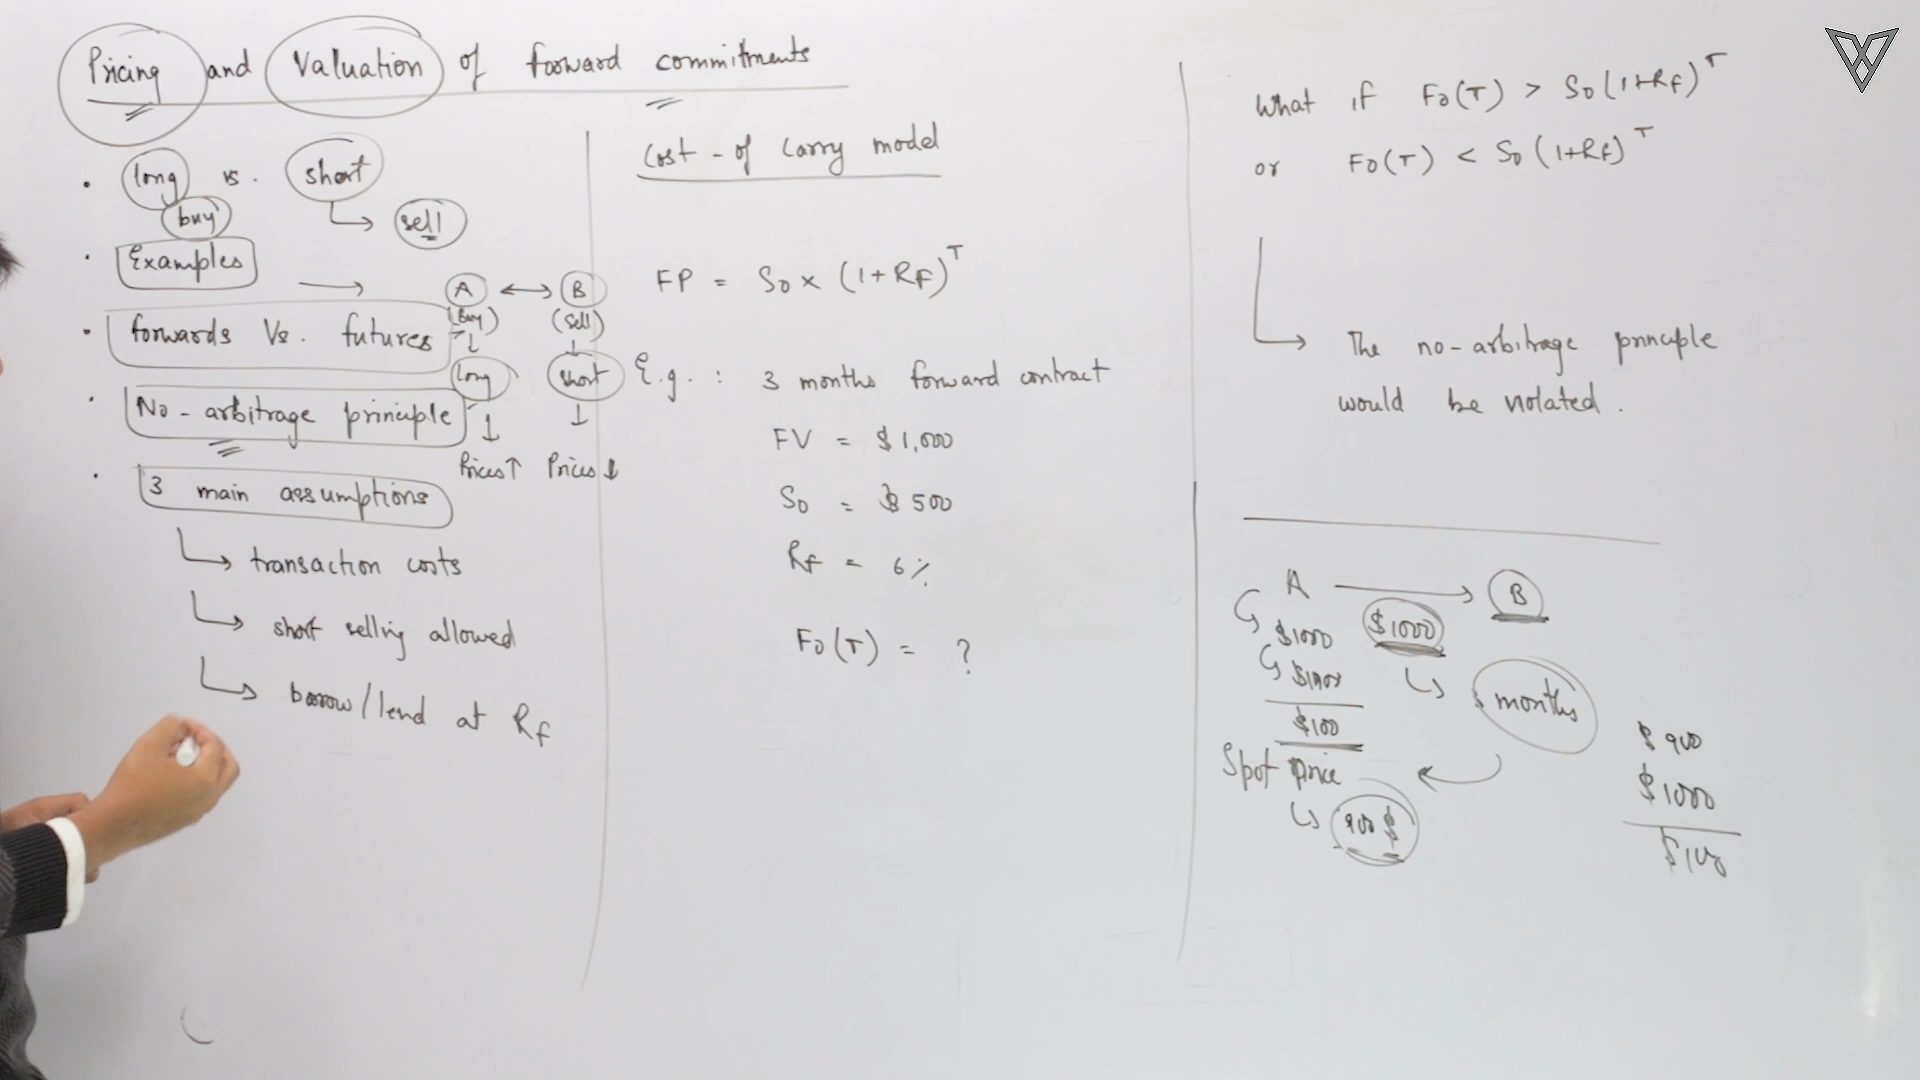 Pricing and Valuation of forward commitments
• long vs. short
buy
sell
• Examples
A ↔ B
(Buy) (Sell)
long short
Prices ↑ Prices ↓
• forwards Vs. futures
• No-arbitrage principle
• 3 main assumptions
transaction costs
short selling allowed
borrow/lend at Rf
Cost-of carry model
FP = S0 x (1+RF)^T
E.g. : 3 months forward contract
FV = $1,000
S0 = $500
Rf = 6%
F0(T) = ?
What if F0(T) > S0(1+RF)^T
or F0(T) < S0(1+RF)^T
The no-arbitrage principle
would be violated.
A → B
$1000 $1000
$100
months
Spot price
900 $
$900
$1000
$100